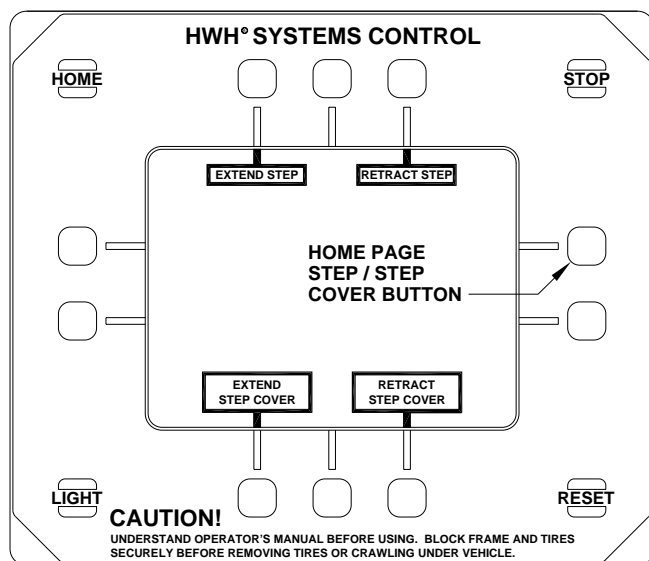 HWH® SYSTEMS CONTROL
HOME
STOP
EXTEND STEP
RETRACT STEP
HOME PAGE
STEP / STEP
COVER BUTTON
EXTEND
STEP COVER
RETRACT
STEP COVER
LIGHT
RESET
CAUTION!
UNDERSTAND OPERATOR'S MANUAL BEFORE USING. BLOCK FRAME AND TIRES
SECURELY BEFORE REMOVING TIRES OR CRAWLING UNDER VEHICLE.